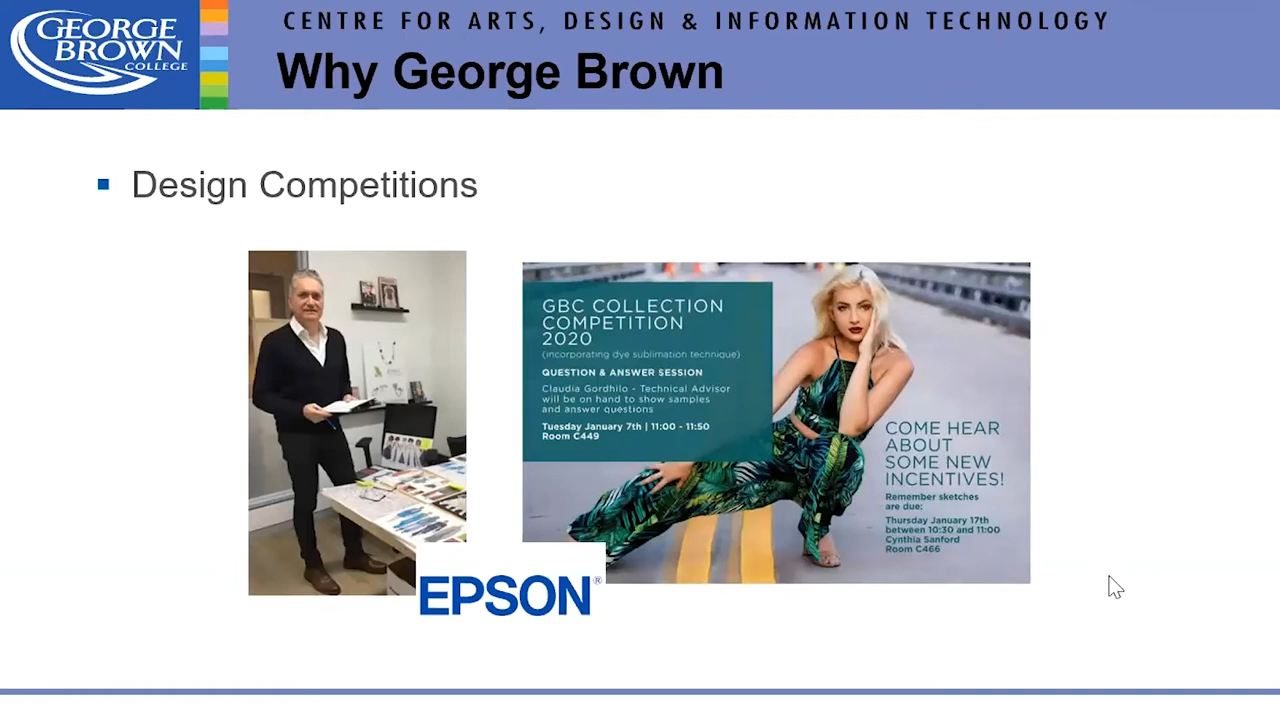 GEORGE
BROWN
COLLEGE
CENTRE FOR ARTS, DESIGN & INFORMATION TECHNOLOGY
Why George Brown
Design Competitions
GBC COLLECTION
COMPETITION
2020
(incorporating dye sublimation technique)
QUESTION & ANSWER SESSION
Claudia Gordhilo - Technical Advisor
will be on hand to show samples
and answer questions
Tuesday January 7th | 11:00 - 11:50
Room C449
COME HEAR
ABOUT
SOME NEW
INCENTIVES!
Remember sketches
are due:
Thursday January 17th
between 10:30 and 11:00
Cynthia Sanford
Room C466
EPSON®